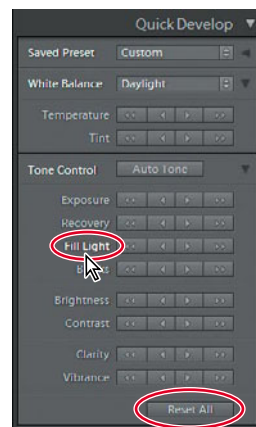 Quick Develop
Saved Preset Custom
White Balance Daylight
Temperature
Tint
Tone Control Auto Tone
Exposure
Recovery
Fill Light
Brightness
Contrast
Clarity
Vibrance
Reset All